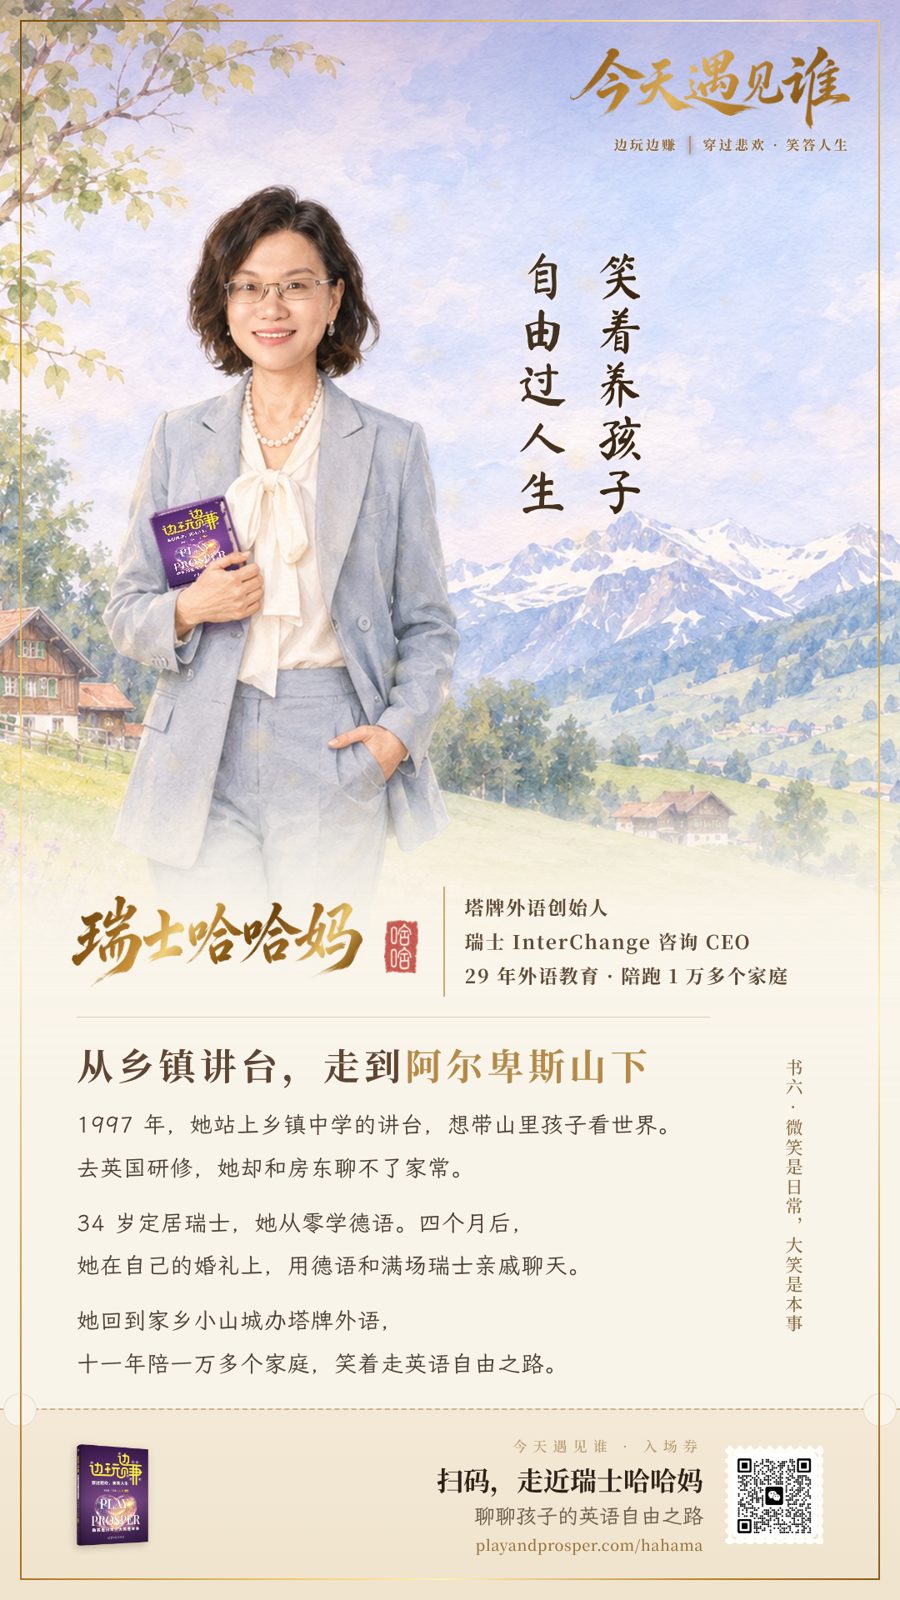 今天遇见谁
边玩边赚 | 穿过悲欢 · 笑答人生
笑着养孩子
自由过人生
边玩边赚
PLAY
PROSPER
瑞士哈哈妈
哈哈
塔牌外语创始人
瑞士 InterChange 咨询 CEO
29 年外语教育 · 陪跑 1 万多个家庭
从乡镇讲台，走到阿尔卑斯山下
1997 年，她站上乡镇中学的讲台，想带山里孩子看世界。
去英国研修，她却和房东聊不了家常。
34 岁定居瑞士，她从零学德语。四个月后，
她在自己的婚礼上，用德语和满场瑞士亲戚聊天。
她回到家乡小山城办塔牌外语，
十一年陪一万多个家庭，笑着走英语自由之路。
书六 · 微笑是日常，大笑是本事
边玩边赚
PLAY
PROSPER
今天遇见谁 · 入场券
扫码，走近瑞士哈哈妈
聊聊孩子的英语自由之路
playandprosper.com/hahama